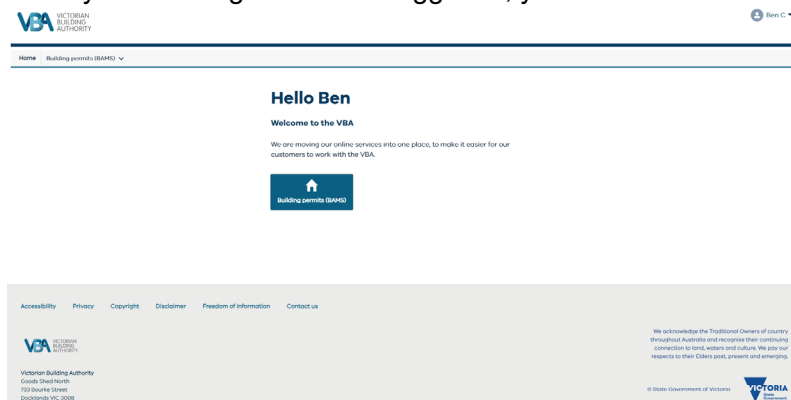 VBA VICTORIAN
BUILDING
AUTHORITY
Ben C
Home Building permits (BAMS)
Hello Ben
Welcome to the VBA
We are moving our online services into one place, to make it easier for our
customers to work with the VBA.
Building permits (BAMS)
Accessibility Privacy Copyright Disclaimer Freedom of Information Contact us
VBA VICTORIAN
BUILDING
AUTHORITY
We acknowledge the Traditional Owners of country
throughout Australia and recognise their continuing
connection to land, waters and culture. We pay our
respects to their Elders past, present and emerging.
Victorian Building Authority
Goods Shed North
733 Bourke Street
Docklands VIC 3008
© State Government of Victoria
VICTORIA
State
Government